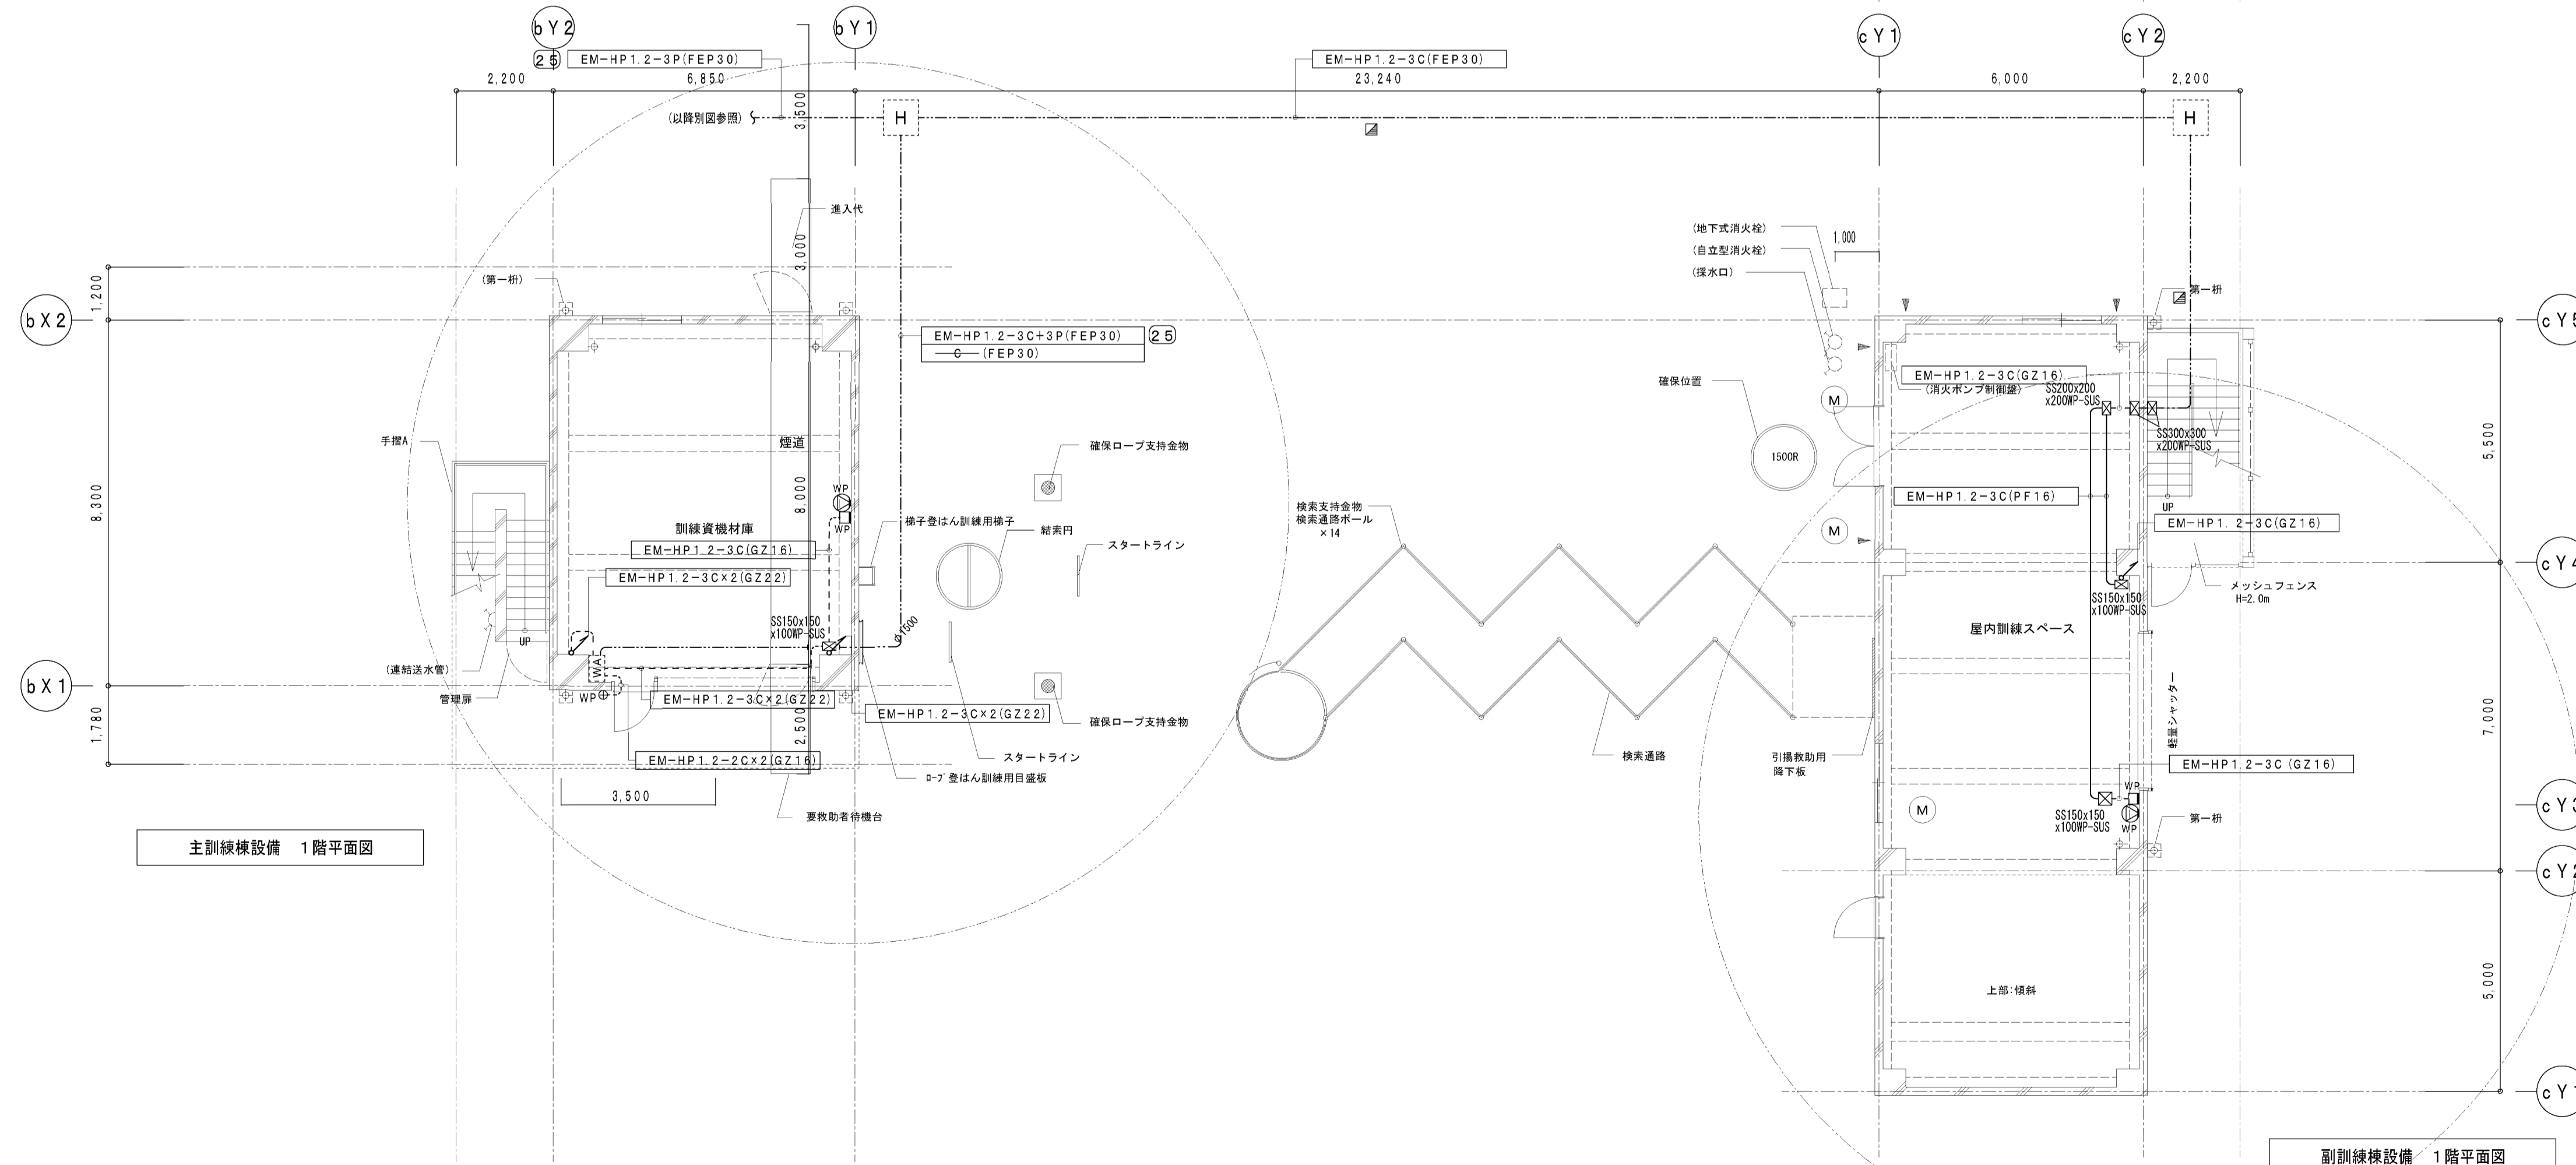 bY2
bY1
cY1
cY2
25 EM-HP1.2-3P(FEP30)
EM-HP1.2-3C(FEP30)
2,200
6,850
23,240
6,000
2,200
(以降別図参照)
3,500
H
H
進入代
3,000
(地下式消火栓)
(自立型消火栓)
(採水口)
1,000
(第一枡)
第一枡
1,200
bX2
cY5
EM-HP1.2-3C+3P(FEP30) 25
C (FEP30)
EM-HP1.2-3C(GZ16)
(消火ポンプ制御盤)
SS200x200
x200WP-SUS
確保位置
M
1500R
手摺A
煙道
確保ロープ支持金物
SS300x300
x200WP-SUS
5,500
8,300
8,000
WP
WP
EM-HP1.2-3C(PF16)
UP
検索支持金物
検索通路ポール
×14
梯子登はん訓練用梯子
結索円
訓練資機材庫
EM-HP1.2-3C(GZ16)
EM-HP1.2-3C(GZ16)
M
スタートライン
cY4
EM-HP1.2-3C×2(GZ22)
メッシュフェンス
H=2.0m
SS150x150
x100WP-SUS
SS150x150
x100WP-SUS
φ1500
屋内訓練スペース
UP
WA
(連結送水管)
管理扉
bX1
WP
EM-HP1.2-3C×2(GZ22)
EM-HP1.2-3C×2(GZ22)
確保ロープ支持金物
軽量シャッター
7,000
1,780
2,500
EM-HP1.2-2C×2(GZ16)
スタートライン
ロープ登はん訓練用目盛板
検索通路
引揚救助用
降下板
EM-HP1.2-3C (GZ16)
3,500
要救助者待機台
WP
WP
SS150x150
x100WP-SUS
M
第一枡
cY3
主訓練棟設備 1階平面図
cY2
上部:傾斜
5,000
cY1
副訓練棟設備 1階平面図